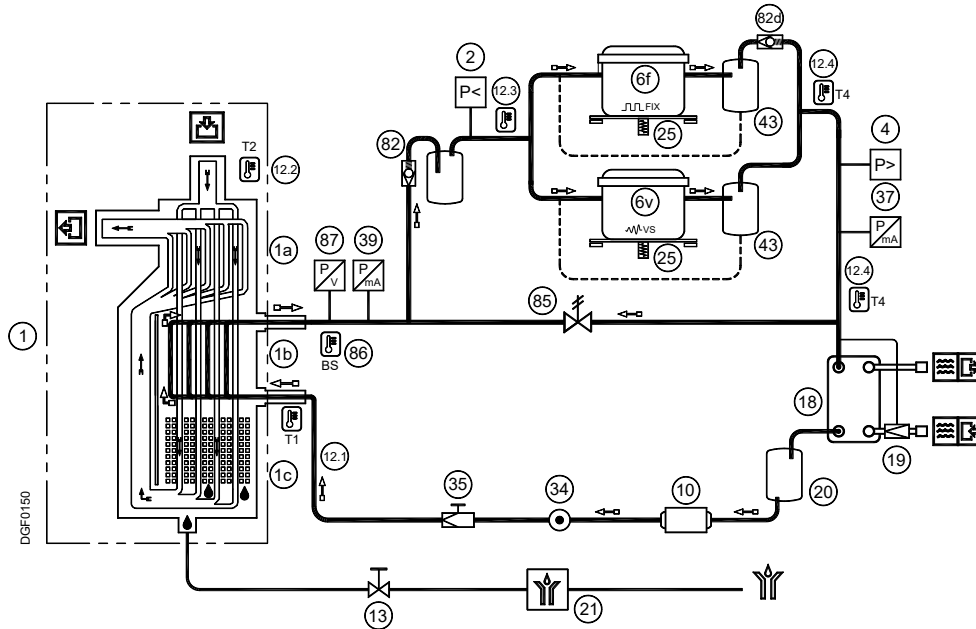 82d
2
12.4
6f
P<
12.3
T4
FIX
25
43
4
82
P>
T2
12.2
37
6v
P
mA
VS
43
1a
87
39
25
12.4
P
V
P
mA
85
T4
1
1b
BS
86
18
T1
12.1
19
1c
35
34
10
20
DGF0150
13
21